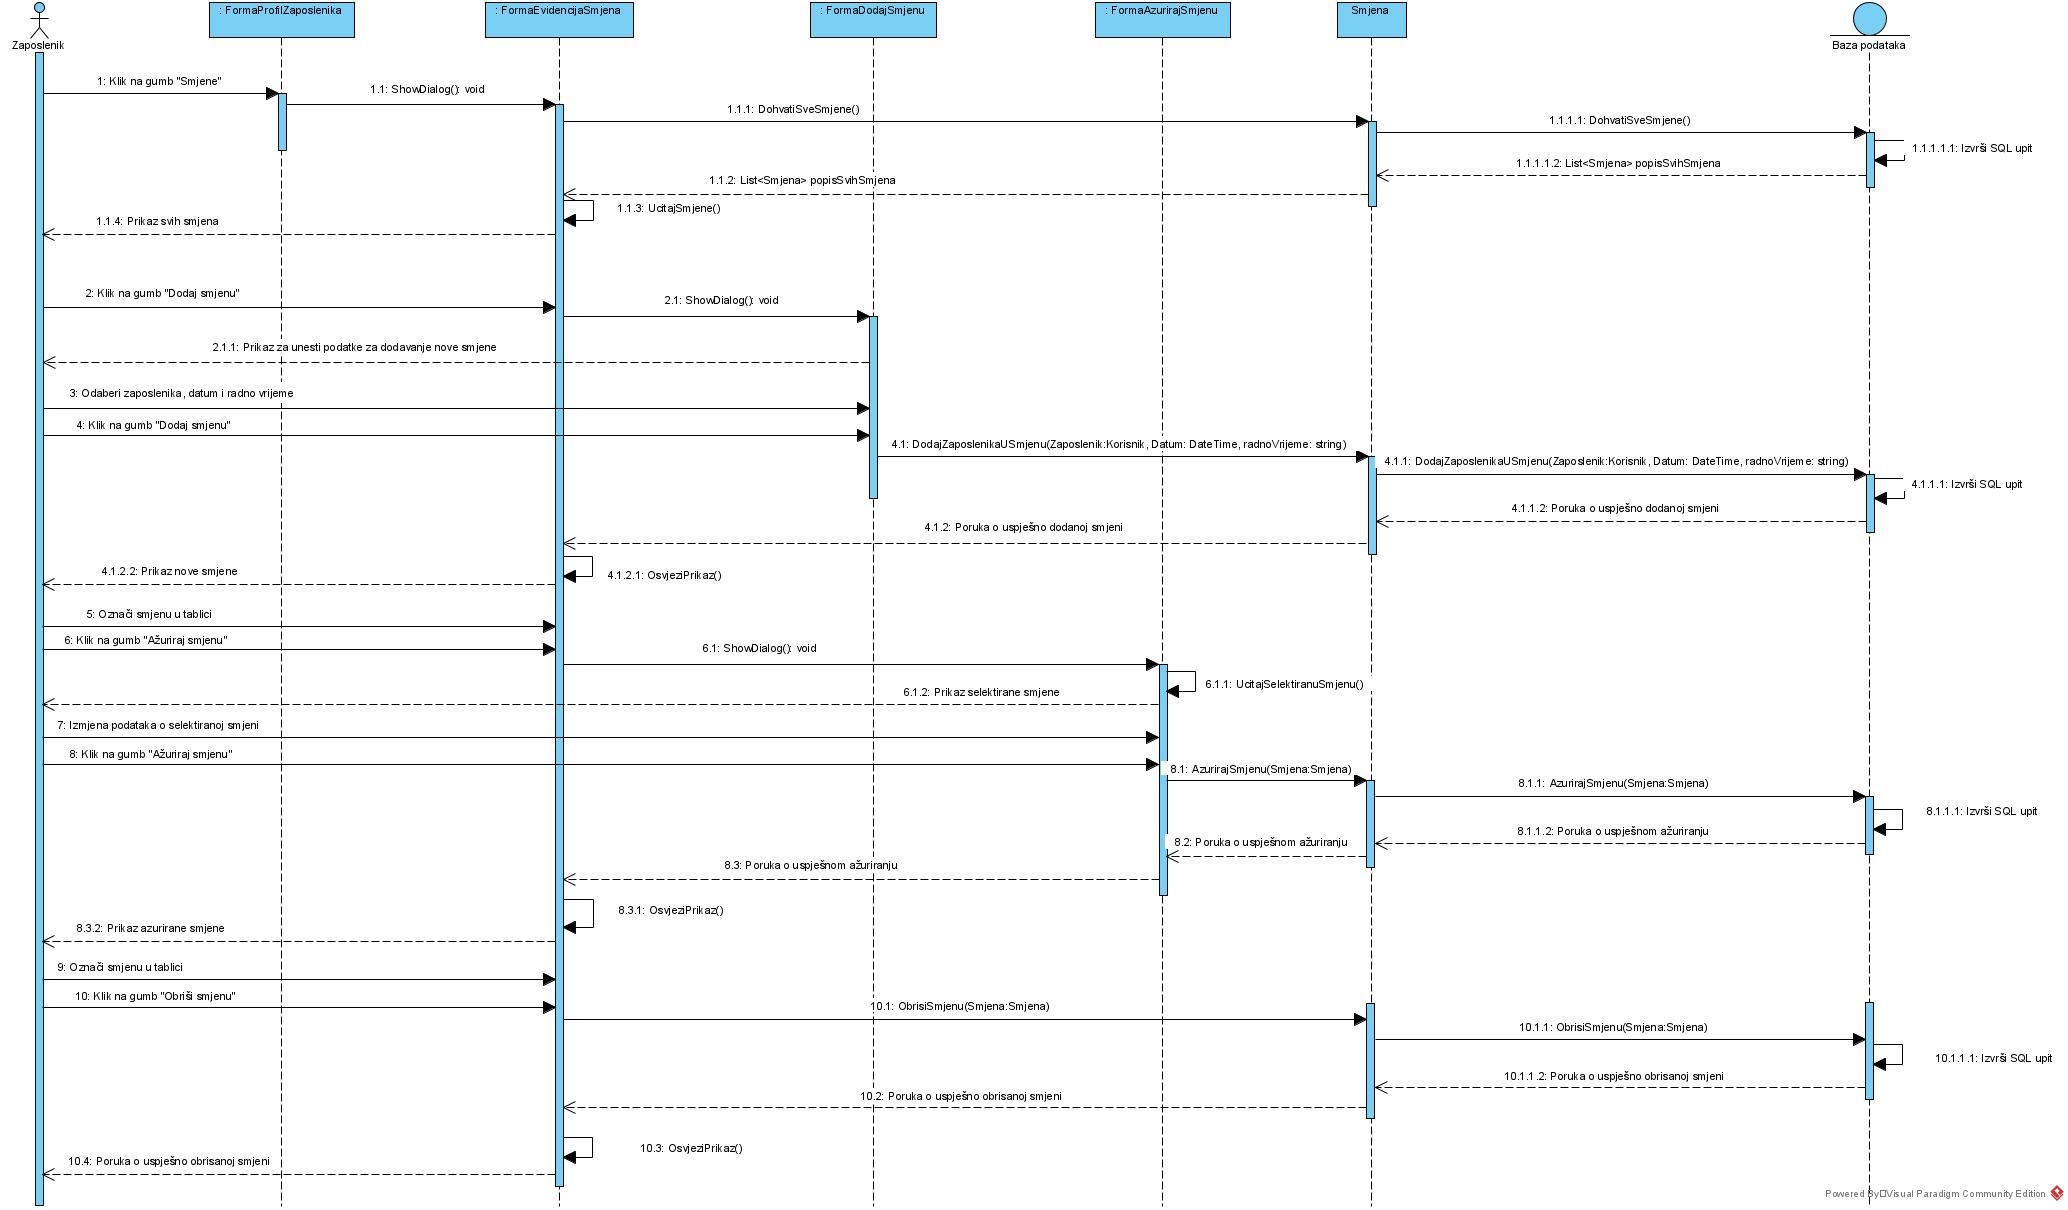 Zaposlenik
: FormaProfilZaposlenika
: FormaEvidencijaSmjena
: FormaDodajSmjenu
: FormaAzurirajSmjenu
Smjena
Baza podataka
1: Klik na gumb "Smjene"
1.1: ShowDialog(): void
1.1.1: DohvatiSveSmjene()
1.1.1.1: DohvatiSveSmjene()
1.1.1.1.1: Izvrši SQL upit
1.1.1.1.2: List<Smjena> popisSvihSmjena
1.1.2: List<Smjena> popisSvihSmjena
1.1.3: UcitajSmjene()
1.1.4: Prikaz svih smjena
2: Klik na gumb "Dodaj smjenu"
2.1: ShowDialog(): void
2.1.1: Prikaz za unesti podatke za dodavanje nove smjene
3: Odaberi zaposlenika, datum i radno vrijeme
4: Klik na gumb "Dodaj smjenu"
4.1: DodajZaposlenikaUSmjenu(Zaposlenik:Korisnik, Datum: DateTime, radnoVrijeme: string)
4.1.1: DodajZaposlenikaUSmjenu(Zaposlenik:Korisnik, Datum: DateTime, radnoVrijeme: string)
4.1.1.1: Izvrši SQL upit
4.1.1.2: Poruka o uspješno dodanoj smjeni
4.1.2: Poruka o uspješno dodanoj smjeni
4.1.2.1: OsvjeziPrikaz()
4.1.2.2: Prikaz nove smjene
5: Označi smjenu u tablici
6: Klik na gumb "Ažuriraj smjenu"
6.1: ShowDialog(): void
6.1.1: UcitajSelektiranuSmjenu()
6.1.2: Prikaz selektirane smjene
7: Izmjena podataka o selektiranoj smjeni
8: Klik na gumb "Ažuriraj smjenu"
8.1: AzurirajSmjenu(Smjena:Smjena)
8.1.1: AzurirajSmjenu(Smjena:Smjena)
8.1.1.1: Izvrši SQL upit
8.1.1.2: Poruka o uspješnom ažuriranju
8.2: Poruka o uspješnom ažuriranju
8.3: Poruka o uspješnom ažuriranju
8.3.1: OsvjeziPrikaz()
8.3.2: Prikaz azurirane smjene
9: Označi smjenu u tablici
10: Klik na gumb "Obriši smjenu"
10.1: ObrisiSmjenu(Smjena:Smjena)
10.1.1: ObrisiSmjenu(Smjena:Smjena)
10.1.1.1: Izvrši SQL upit
10.1.1.2: Poruka o uspješno obrisanoj smjeni
10.2: Poruka o uspješno obrisanoj smjeni
10.3: OsvjeziPrikaz()
10.4: Poruka o uspješno obrisanoj smjeni
Powered By□Visual Paradigm Community Edition